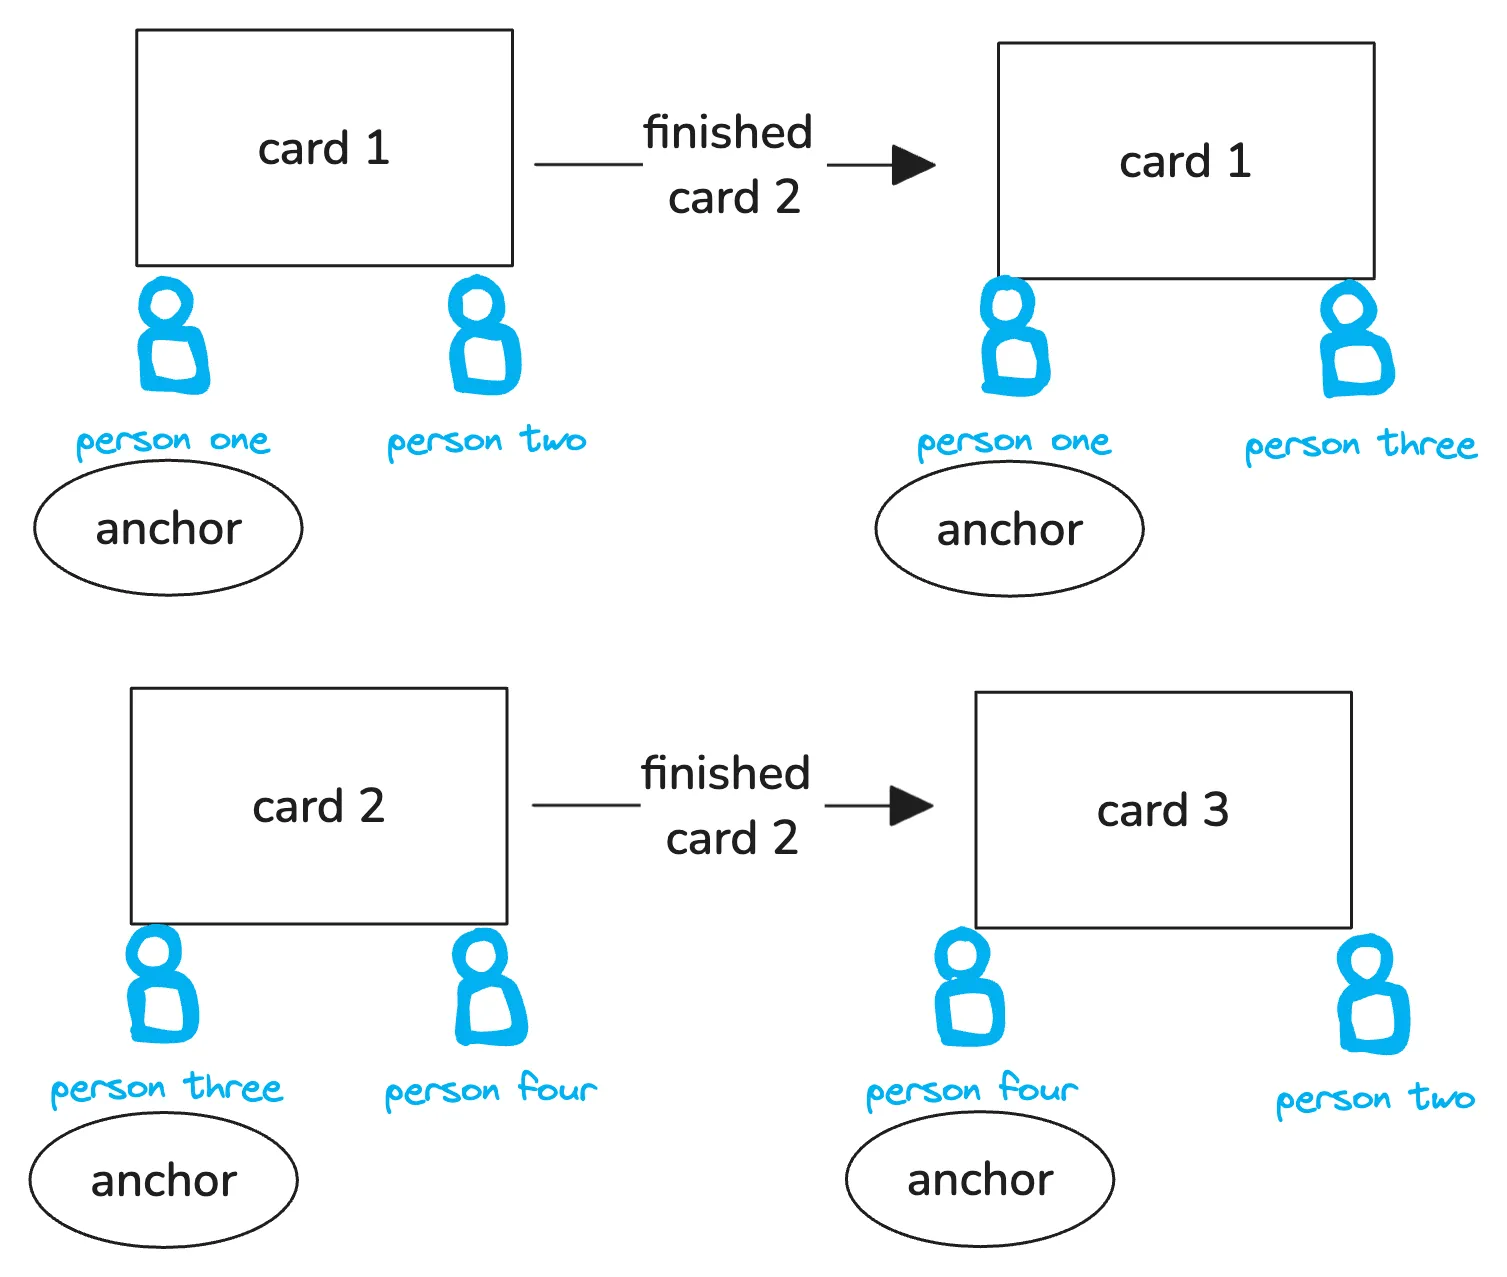 card 1
finished
card 2
card 1
person one
person two
person one
person three
anchor
anchor
card 2
finished
card 2
card 3
person three
person four
person four
person two
anchor
anchor